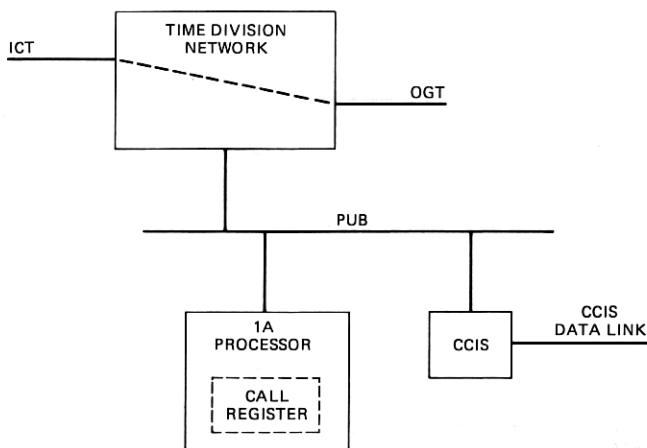 TIME DIVISION
NETWORK
ICT
OGT
PUB
1A
PROCESSOR
CALL
REGISTER
CCIS
CCIS
DATA LINK